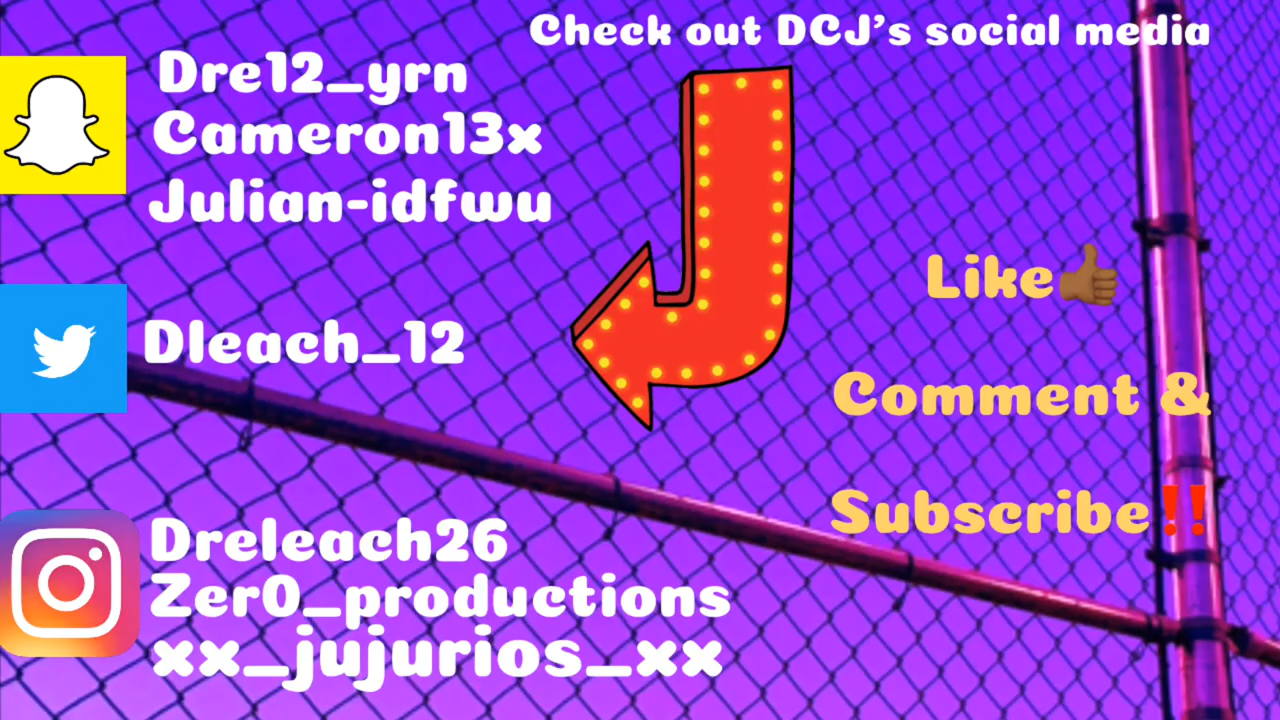 Check out DCJ's social media
Dre12_yrn
Cameron13x
Julian-idfwu
Dleach_12
Dreleach26
Zer0_productions
xx_jujurios_xx
Like👍🏾
Comment &
Subscribe‼️